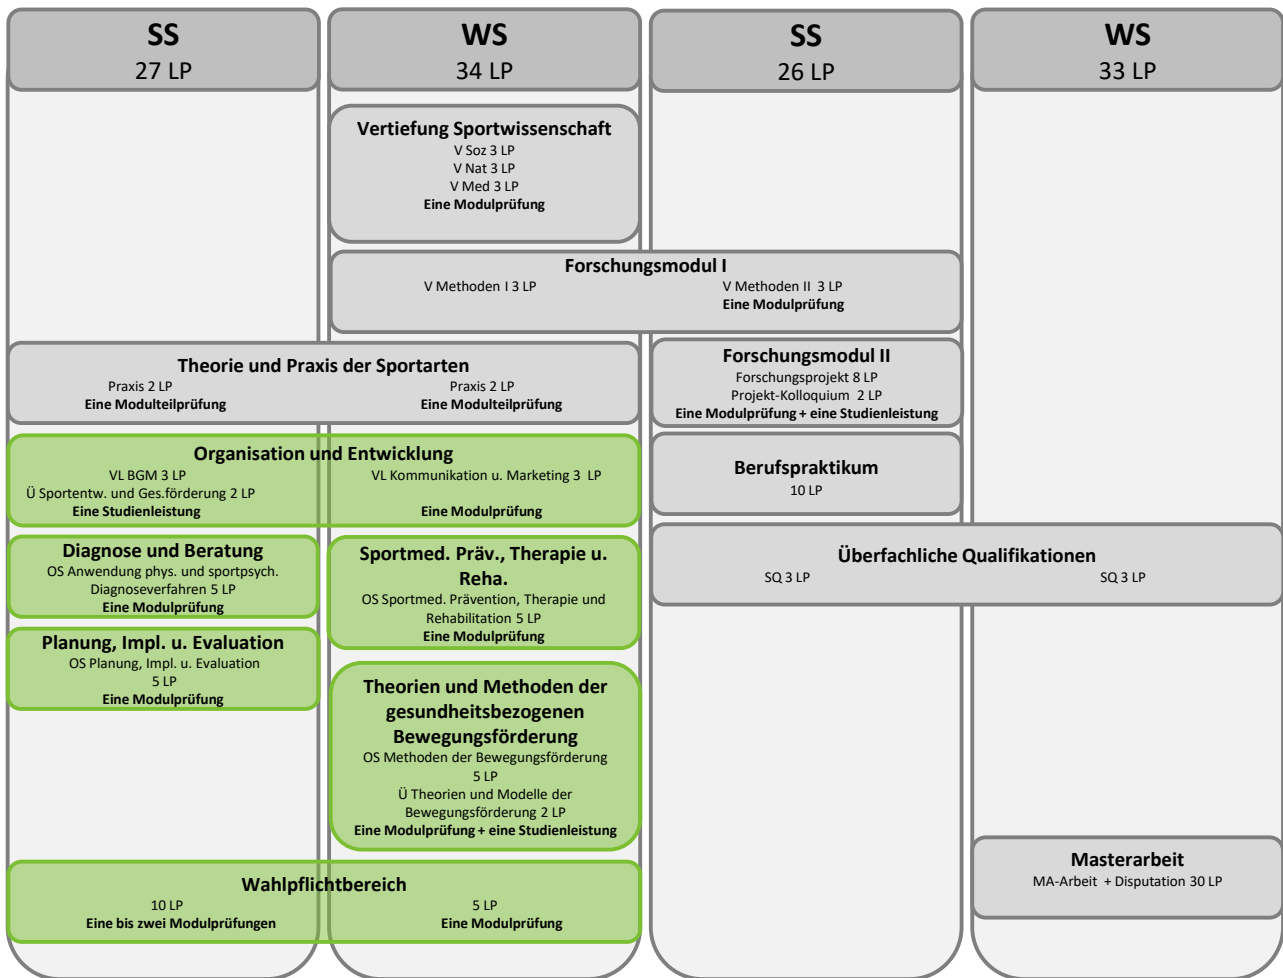 SS
27 LP
WS
34 LP
SS
26 LP
WS
33 LP
Vertiefung Sportwissenschaft
V Soz 3 LP
V Nat 3 LP
V Med 3 LP
Eine Modulprüfung
Forschungsmodul I
V Methoden I 3 LP
V Methoden II 3 LP
Eine Modulprüfung
Theorie und Praxis der Sportarten
Praxis 2 LP
Eine Modulteilprüfung
Praxis 2 LP
Eine Modulteilprüfung
Forschungsmodul II
Forschungsprojekt 8 LP
Projekt-Kolloquium 2 LP
Eine Modulprüfung + eine Studienleistung
Organisation und Entwicklung
VL BGM 3 LP
Ü Sportentw. und Ges.förderung 2 LP
Eine Studienleistung
VL Kommunikation u. Marketing 3 LP
Eine Modulprüfung
Berufspraktikum
10 LP
Diagnose und Beratung
OS Anwendung phys. und sportpsych.
Diagnoseverfahren 5 LP
Eine Modulprüfung
Sportmed. Präv., Therapie u.
Reha.
OS Sportmed. Prävention, Therapie und
Rehabilitation 5 LP
Eine Modulprüfung
Überfachliche Qualifikationen
SQ 3 LP
SQ 3 LP
Planung, Impl. u. Evaluation
OS Planung, Impl. u. Evaluation
5 LP
Eine Modulprüfung
Theorien und Methoden der
gesundheitsbezogenen
Bewegungsförderung
OS Methoden der Bewegungsförderung
5 LP
Ü Theorien und Modelle der
Bewegungsförderung 2 LP
Eine Modulprüfung + eine Studienleistung
Masterarbeit
MA-Arbeit + Disputation 30 LP
Wahlpflichtbereich
10 LP
Eine bis zwei Modulprüfungen
5 LP
Eine Modulprüfung